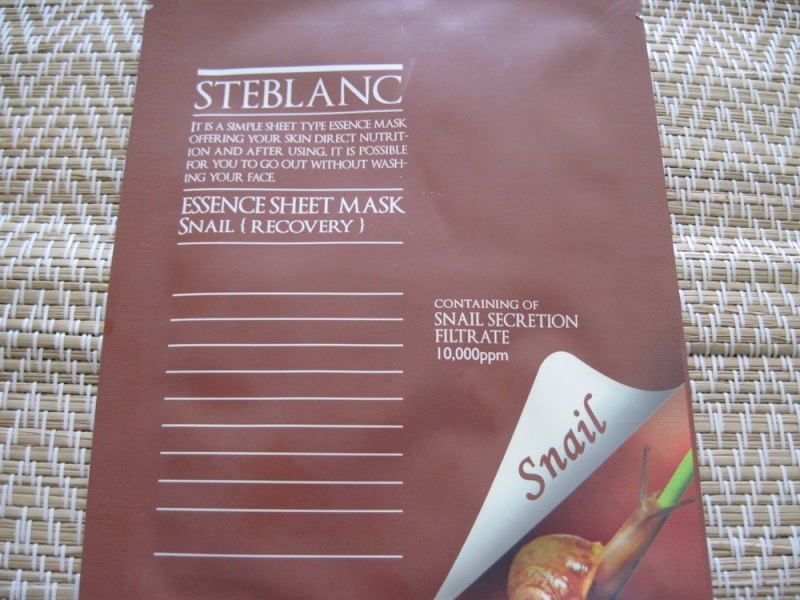 STEBLANC
IT IS A SIMPLE SHEET TYPE ESSENCE MASK
OFFERING YOUR SKIN DIRECT NUTRIT-
ION AND AFTER USING, IT IS POSSIBLE
FOR YOU TO GO OUT WITHOUT WASH-
ING YOUR FACE.
ESSENCE SHEET MASK
SNAIL { RECOVERY }
CONTAINING OF
SNAIL SECRETION
FILTRATE
10,000ppm
Snail